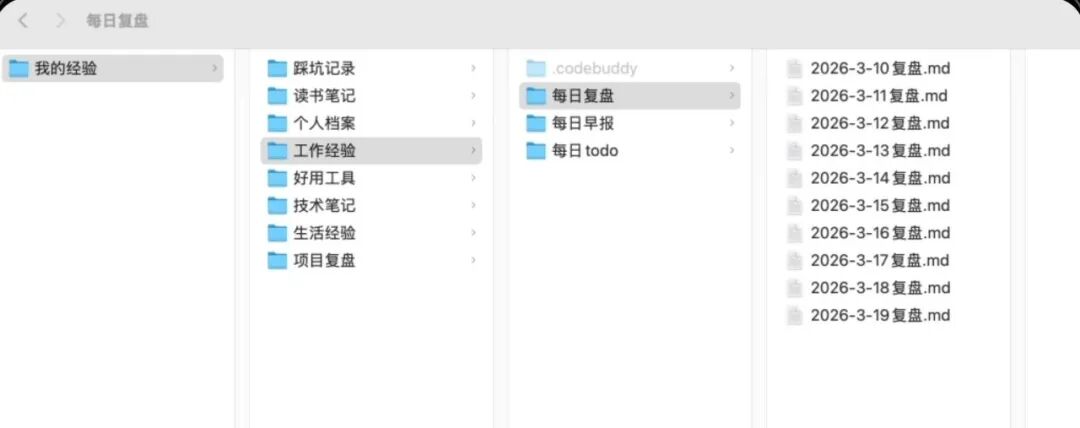 每日复盘
我的经验
踩坑记录
读书笔记
个人档案
工作经验
好用工具
技术笔记
生活经验
项目复盘
.codebuddy
每日复盘
每日早报
每日todo
2026-3-10复盘.md
2026-3-11复盘.md
2026-3-12复盘.md
2026-3-13复盘.md
2026-3-14复盘.md
2026-3-15复盘.md
2026-3-16复盘.md
2026-3-17复盘.md
2026-3-18复盘.md
2026-3-19复盘.md